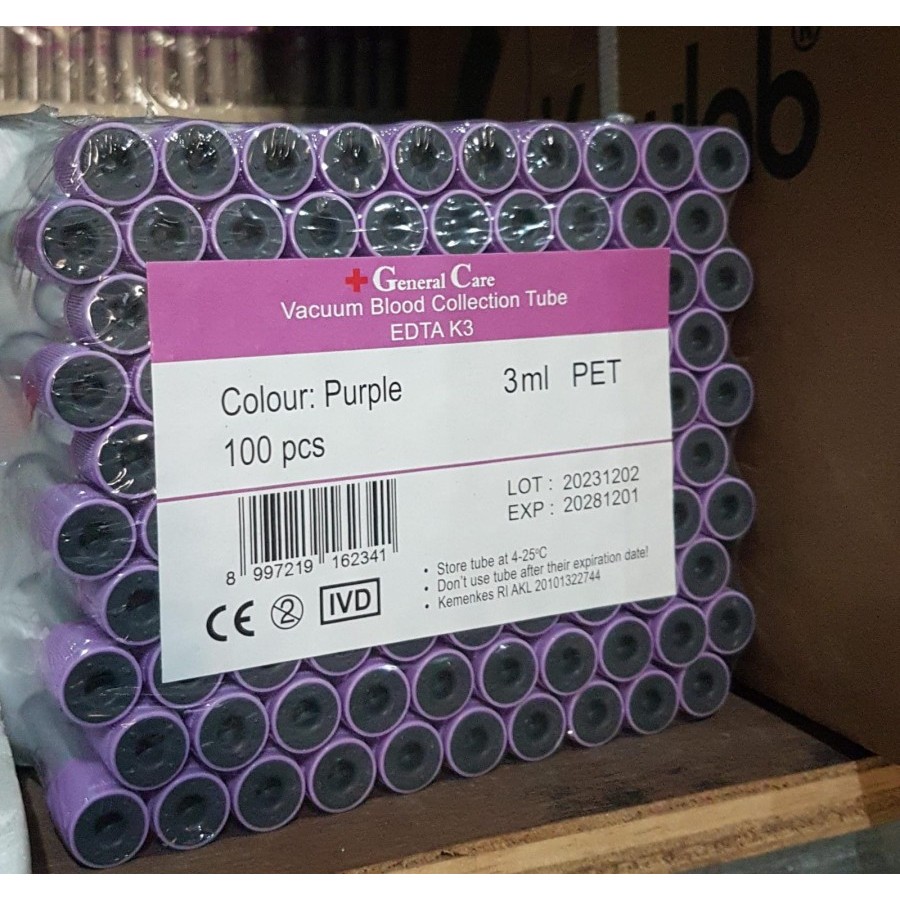 General Care
Vacuum Blood Collection Tube
EDTA K3
Colour: Purple 3ml PET
100 pcs
LOT : 20231202
EXP : 20281201
8 997219 162341
• Store tube at 4-25°C
• Don't use tube after their expiration date!
• Kemenkes RI AKL 20101322744
CE 2 IVD